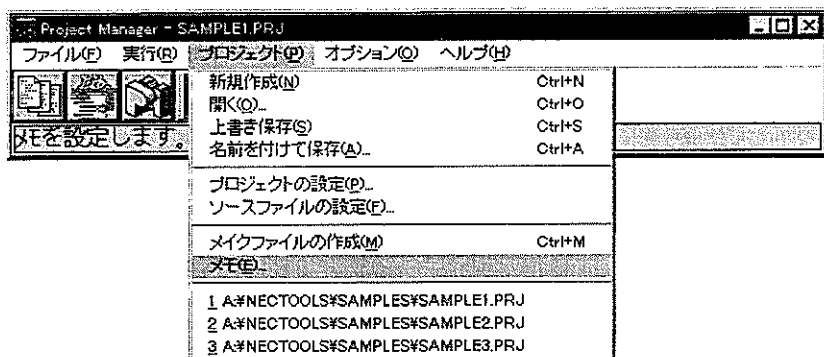 Project Manager - SAMPLE1.PRJ
ファイル(F) 実行(R) プロジェクト(P) オプション(O) ヘルプ(H)
新規作成(N) Ctrl+N
開く(O)... Ctrl+O
上書き保存(S) Ctrl+S
名前を付けて保存(A)... Ctrl+A
メモを設定します。
プロジェクトの設定(P)...
ソースファイルの設定(F)...
メイクファイルの作成(M) Ctrl+M
メモ(E)...
1 A:¥NECTOOLS¥SAMPLES¥SAMPLE1.PRJ
2 A:¥NECTOOLS¥SAMPLES¥SAMPLE2.PRJ
3 A:¥NECTOOLS¥SAMPLES¥SAMPLE3.PRJ